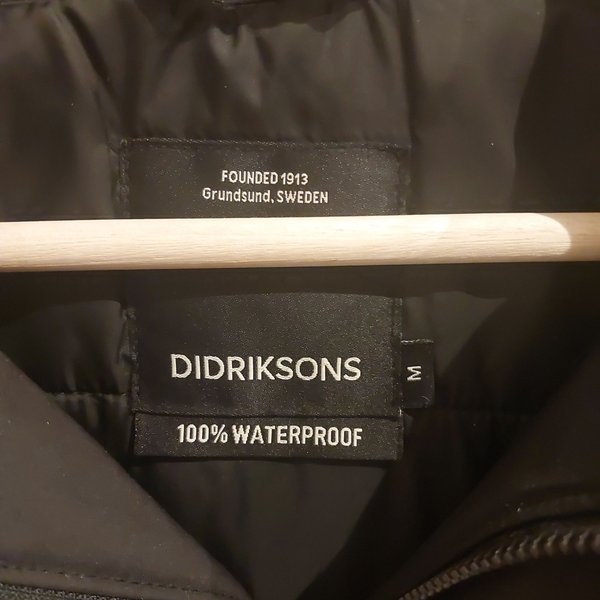 FOUNDED 1913
Grundsund, SWEDEN
DIDRIKSONS
M
100% WATERPROOF